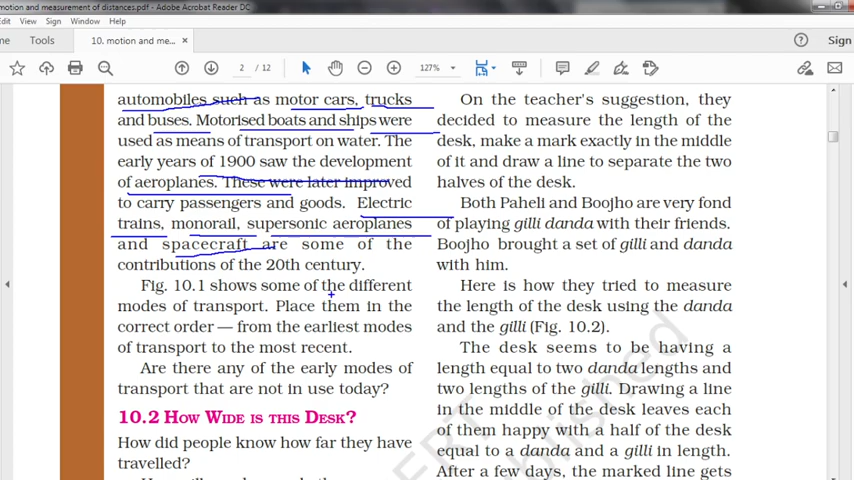 motion and measurement of distances.pdf - Adobe Acrobat Reader DC
Edit View Sign Window Help
me Tools 10. motion and me... × Sign
2 / 12 127%
automobiles such as motor cars, trucks
and buses. Motorised boats and ships were
used as means of transport on water. The
early years of 1900 saw the development
of aeroplanes. These were later improved
to carry passengers and goods. Electric
trains, monorail, supersonic aeroplanes
and spacecraft are some of the
contributions of the 20th century.
Fig. 10.1 shows some of the different
modes of transport. Place them in the
correct order — from the earliest modes
of transport to the most recent.
Are there any of the early modes of
transport that are not in use today?
10.2 HOW WIDE IS THIS DESK?
How did people know how far they have
travelled?
On the teacher's suggestion, they
decided to measure the length of the
desk, make a mark exactly in the middle
of it and draw a line to separate the two
halves of the desk.
Both Paheli and Boojho are very fond
of playing gilli danda with their friends.
Boojho brought a set of gilli and danda
with him.
Here is how they tried to measure
the length of the desk using the danda
and the gilli (Fig. 10.2).
The desk seems to be having a
length equal to two danda lengths and
two lengths of the gilli. Drawing a line
in the middle of the desk leaves each
of them happy with a half of the desk
equal to a danda and a gilli in length.
After a few days, the marked line gets